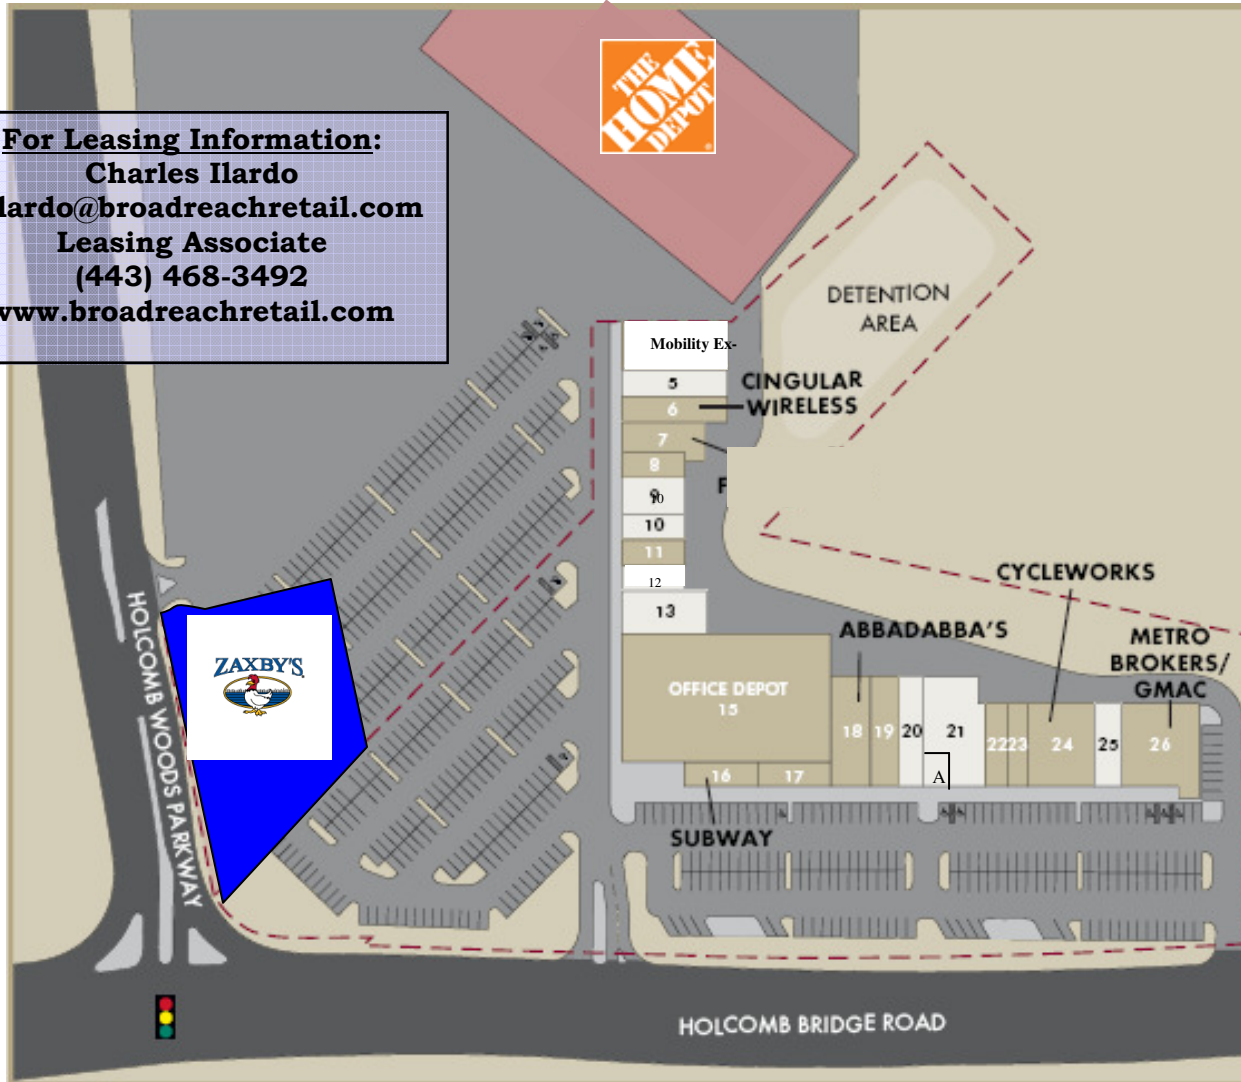 THE
HOME
DEPOT
For Leasing Information:
Charles Ilardo
lardo@broadreachretail.com
Leasing Associate
(443) 468-3492
www.broadreachretail.com
DETENTION
AREA
Mobility Ex-
5
CINGULAR
WIRELESS
6
7
8
F
9
10
10
11
12
13
CYCLEWORKS
ABBADABBA'S
METRO
BROKERS/
GMAC
OFFICE DEPOT
15
18
19
20
21
22
23
24
25
26
A
16
17
SUBWAY
ZAXBY'S
HOLCOMB WOODS PARKWAY
HOLCOMB BRIDGE ROAD